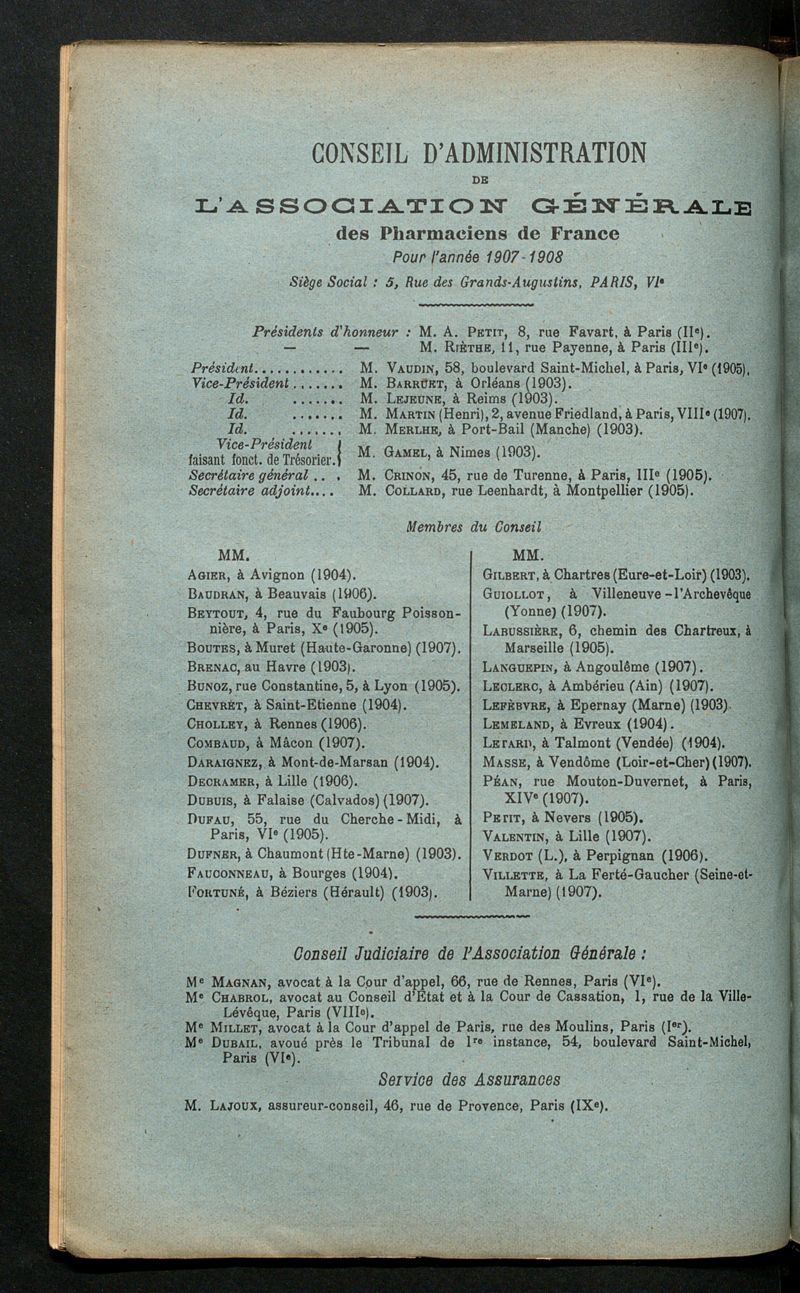 CONSEIL D'ADMINISTRATION
DE
L'ASSOCIATION GÉNÉRALE
des Pharmaciens de France
Pour l'année 1907-1908
Siège Social : 5, Rue des Grands-Augustins, PARIS, VIe
Présidents d'honneur : M. A. PETIT, 8, rue Favart, à Paris (IIe).
— — M. RIÈTHE, 11, rue Payenne, à Paris (IIIe).
Président............ M. VAUDIN, 58, boulevard Saint-Michel, à Paris, VIe (1905).
Vice-Président....... M. BARRUET, à Orléans (1903).
Id. ....... M. LEJEUNE, à Reims (1903).
Id. ....... M. MARTIN (Henri), 2, avenue Friedland, à Paris, VIIIe (1907).
Id. ....... M. MERLHE, à Port-Bail (Manche) (1903).
Vice-Président
faisant fonct. de Trésorier. } M. GAMEL, à Nimes (1903).
Secrétaire général .. . M. CRINON, 45, rue de Turenne, à Paris, IIIe (1905).
Secrétaire adjoint.... M. COLLARD, rue Leenhardt, à Montpellier (1905).
Membres du Conseil
MM.
AGIER, à Avignon (1904).
BAUDRAN, à Beauvais (1906).
BEYTOUT, 4, rue du Faubourg Poisson-
nière, à Paris, Xe (1905).
BOUTES, à Muret (Haute-Garonne) (1907).
BRENAC, au Havre (1903).
BUNOZ, rue Constantine, 5, à Lyon (1905).
CHEVRET, à Saint-Etienne (1904).
CHOLLEY, à Rennes (1906).
COMBAUD, à Mâcon (1907).
DARAIGNEZ, à Mont-de-Marsan (1904).
DECRAMER, à Lille (1906).
DUBUIS, à Falaise (Calvados) (1907).
DUFAU, 55, rue du Cherche-Midi, à
Paris, VIe (1905).
DUFNER, à Chaumont (Hte-Marne) (1903).
FAUCONNEAU, à Bourges (1904).
FORTUNÉ, à Béziers (Hérault) (1903).
MM.
GILBERT, à Chartres (Eure-et-Loir) (1903).
GUIOLLOT, à Villeneuve-l'Archevêque
(Yonne) (1907).
LABUSSIÈRE, 6, chemin des Chartreux, à
Marseille (1905).
LANGUEPIN, à Angoulême (1907).
LECLERC, à Ambérieu (Ain) (1907).
LEFÈBVRE, à Epernay (Marne) (1903).
LEMELAND, à Evreux (1904).
LETARD, à Talmont (Vendée) (1904).
MASSE, à Vendôme (Loir-et-Cher) (1907).
PÉAN, rue Mouton-Duvernet, à Paris,
XIVe (1907).
PETIT, à Nevers (1905).
VALENTIN, à Lille (1907).
VERDOT (L.), à Perpignan (1906).
VILLETTE, à La Ferté-Gaucher (Seine-et-
Marne) (1907).
Conseil Judiciaire de l'Association Générale :
Me MAGNAN, avocat à la Cour d'appel, 66, rue de Rennes, Paris (VIe).
Me CHABROL, avocat au Conseil d'Etat et à la Cour de Cassation, 1, rue de la Ville-
Lévêque, Paris (VIIIe).
Me MILLET, avocat à la Cour d'appel de Paris, rue des Moulins, Paris (Ier).
Me DUBAIL, avoué près le Tribunal de 1re instance, 54, boulevard Saint-Michel,
Paris (VIe).
Service des Assurances
M. LAJOUX, assureur-conseil, 46, rue de Provence, Paris (IXe).